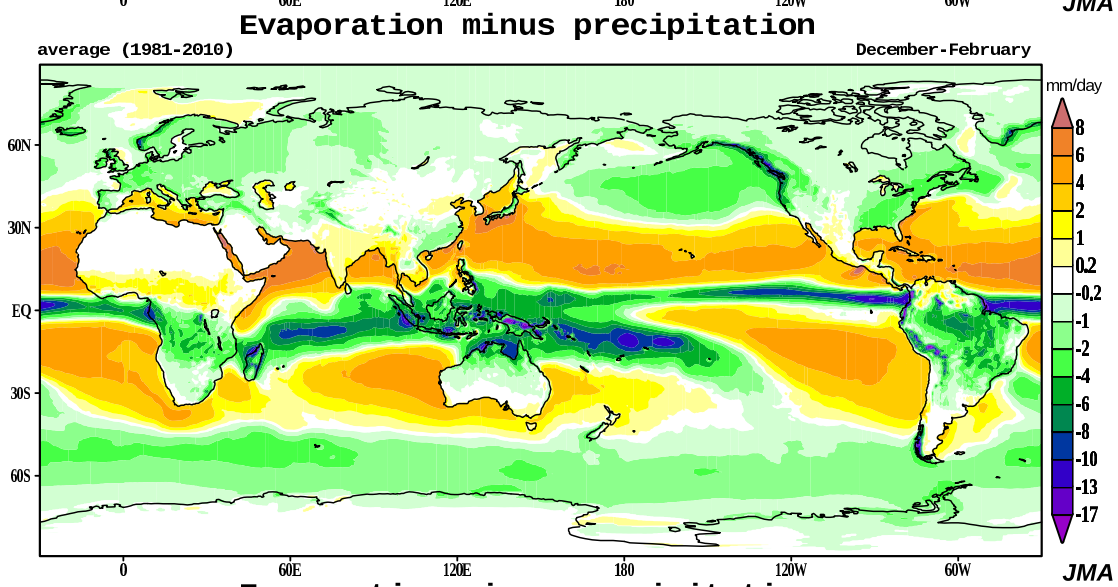 0 60E 120E 180 120W 60W
JMA
Evaporation minus precipitation
average (1981-2010) December-February
mm/day
8
6
4
2
1
0.2
-0.2
-1
-2
-4
-6
-8
-10
-13
-17
60N
30N
EQ
30S
60S
0 60E 120E 180 120W 60W
JMA